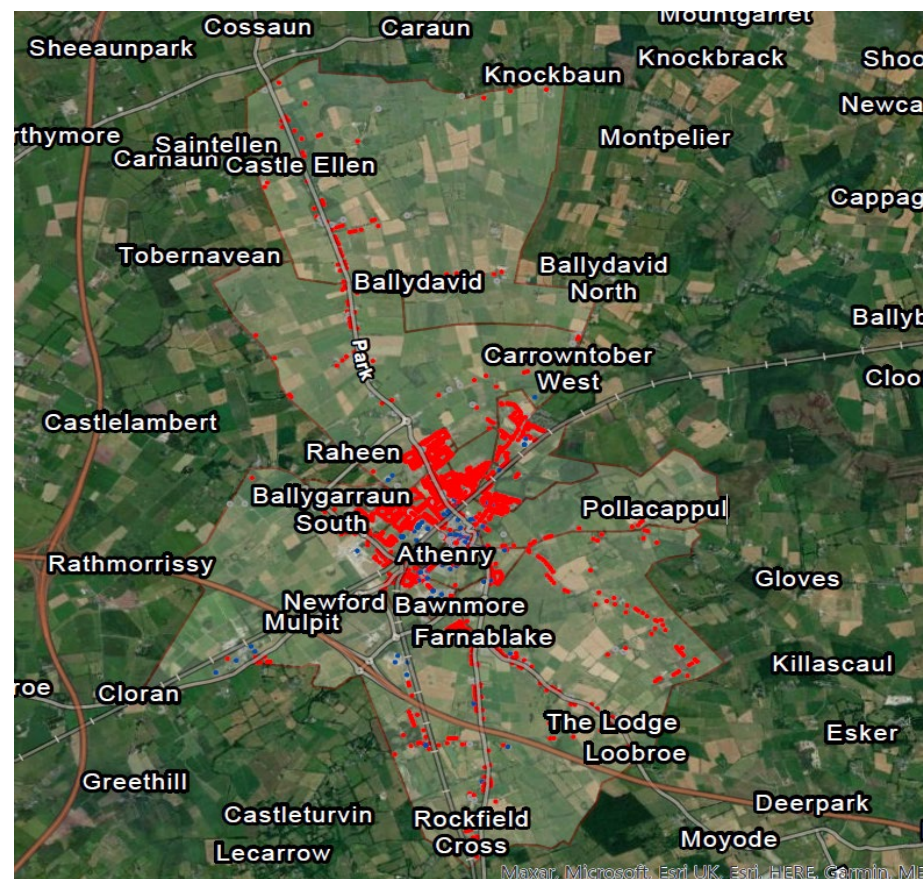 Mountgarret
Cossaun
Caraun
Sheeaunpark
Knockbrack
Shoo
Knockbaun
Newca
rthymore
Montpelier
Saintellen
Carnaun
Castle Ellen
Cappag
Tobernavean
Ballydavid
North
Ballydavid
Ballyb
Park
Carrowntober
West
Cloo
Castlelambert
Raheen
Ballygarraun
South
Pollacappul
Athenry
Rathmorrissy
Gloves
Newford
Bawnmore
Mulpit
Farnablake
Killascaul
roe
Cloran
The Lodge
Esker
Loobroe
Greethill
Deerpark
Castleturvin
Rockfield
Cross
Moyode
Lecarrow
Maxar, Microsoft, Esri UK, Esri, HERE, Garmin, ME